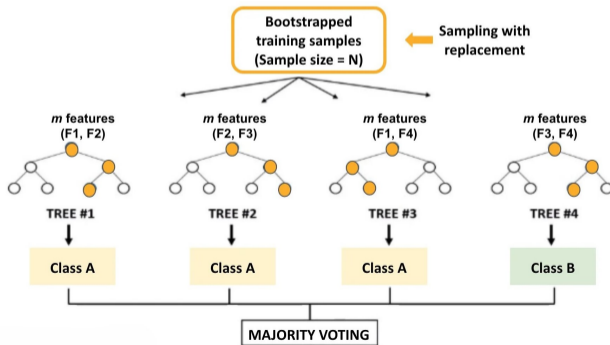 Bootstrapped
training samples
(Sample size = N)
Sampling with
replacement
m features
(F1, F2)
m features
(F2, F3)
m features
(F1, F4)
m features
(F3, F4)
TREE #1
TREE #2
TREE #3
TREE #4
Class A
Class A
Class A
Class B
MAJORITY VOTING